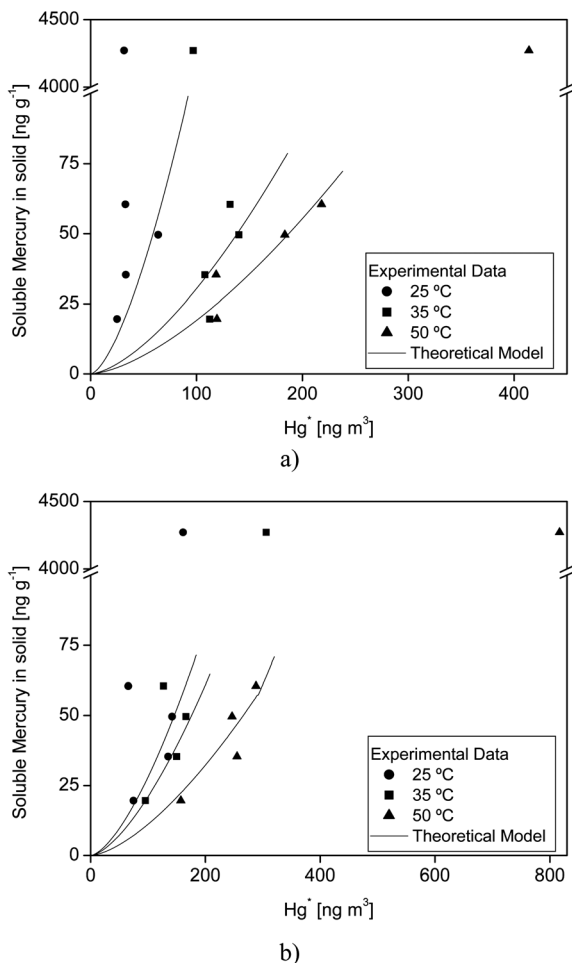 4500
4000
75
50
25
0
Soluble Mercury in solid [ng g⁻¹]
Experimental Data
25 ºC
35 ºC
50 ºC
Theoretical Model
0 100 200 300 400
Hg* [ng m³]
a)
4500
4000
75
50
25
0
Soluble Mercury in solid [ng g⁻¹]
Experimental Data
25 ºC
35 ºC
50 ºC
Theoretical Model
0 200 400 600 800
Hg* [ng m³]
b)